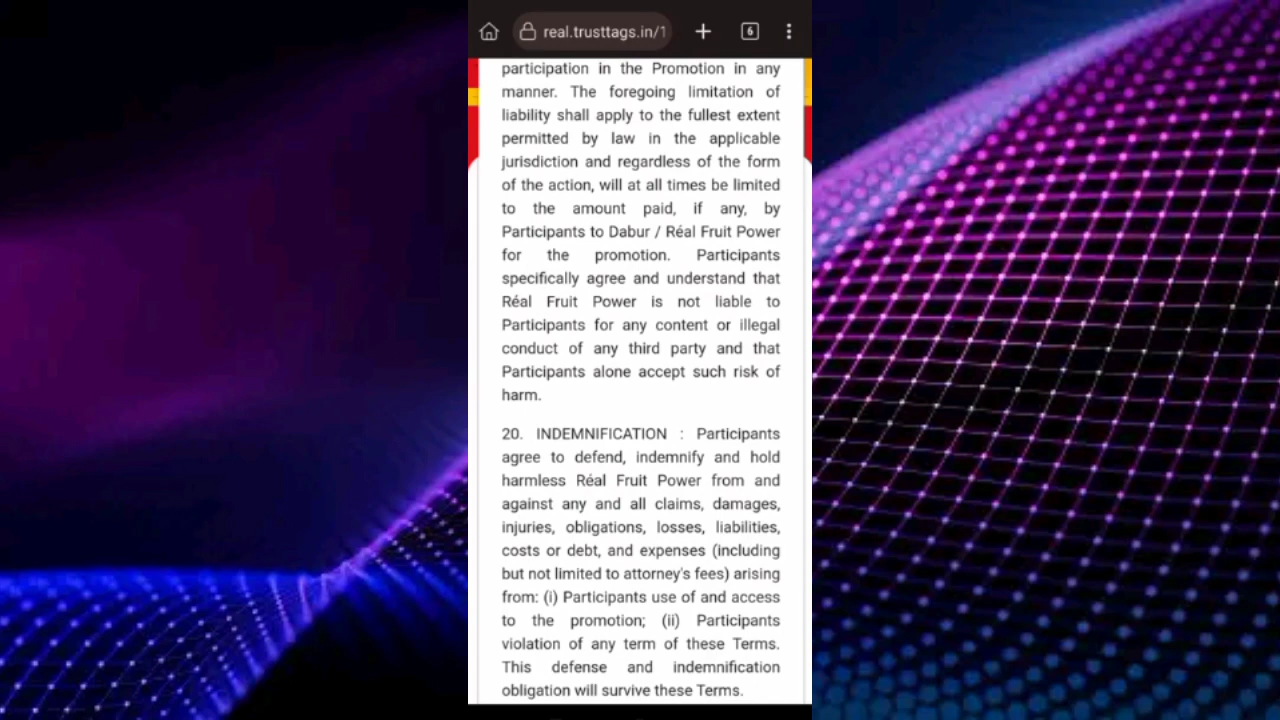 real.trusttags.in/1
6
participation in the Promotion in any
manner. The foregoing limitation of
liability shall apply to the fullest extent
permitted by law in the applicable
jurisdiction and regardless of the form
of the action, will at all times be limited
to the amount paid, if any, by
Participants to Dabur / Réal Fruit Power
for the promotion. Participants
specifically agree and understand that
Réal Fruit Power is not liable to
Participants for any content or illegal
conduct of any third party and that
Participants alone accept such risk of
harm.
20. INDEMNIFICATION : Participants
agree to defend, indemnify and hold
harmless Réal Fruit Power from and
against any and all claims, damages,
injuries, obligations, losses, liabilities,
costs or debt, and expenses (including
but not limited to attorney's fees) arising
from: (i) Participants use of and access
to the promotion; (ii) Participants
violation of any term of these Terms.
This defense and indemnification
obligation will survive these Terms.